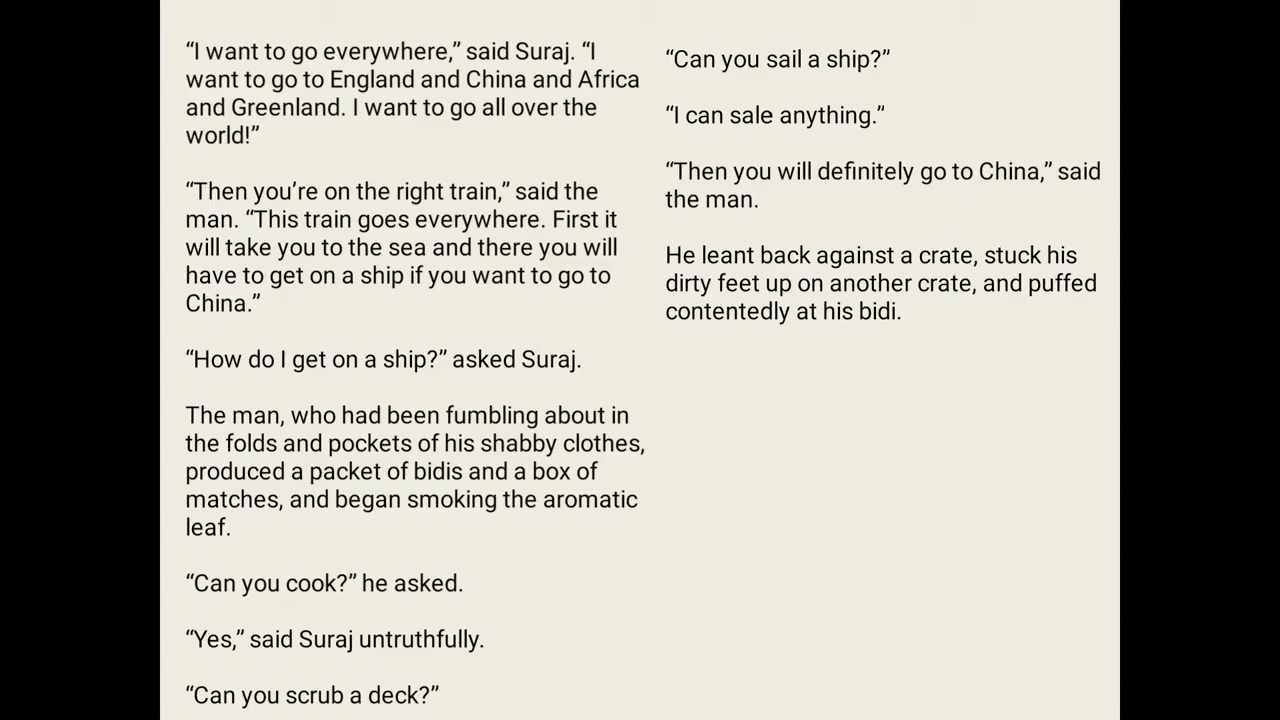 “I want to go everywhere,” said Suraj. “I
want to go to England and China and Africa
and Greenland. I want to go all over the
world!”
“Then you’re on the right train,” said the
man. “This train goes everywhere. First it
will take you to the sea and there you will
have to get on a ship if you want to go to
China.”
“How do I get on a ship?” asked Suraj.
The man, who had been fumbling about in
the folds and pockets of his shabby clothes,
produced a packet of bidis and a box of
matches, and began smoking the aromatic
leaf.
“Can you cook?” he asked.
“Yes,” said Suraj untruthfully.
“Can you scrub a deck?”
“Can you sail a ship?”
“I can sale anything.”
“Then you will definitely go to China,” said
the man.
He leant back against a crate, stuck his
dirty feet up on another crate, and puffed
contentedly at his bidi.